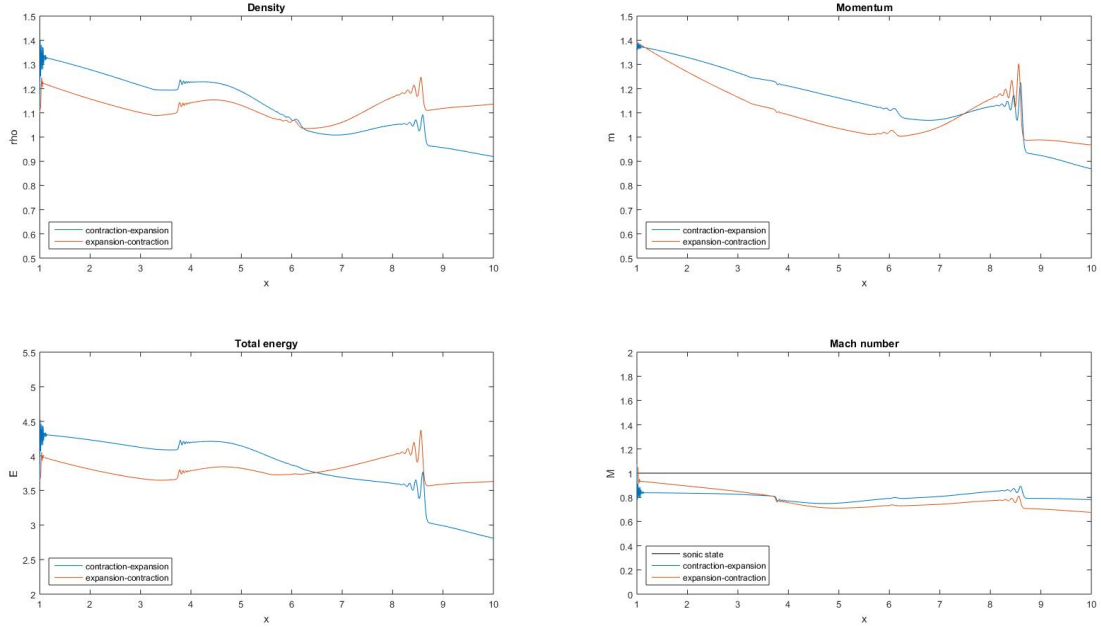 Density
1.5
1.4
1.3
1.2
1.1
1
0.9
0.8
0.7
0.6
0.5
rho
contraction-expansion
expansion-contraction
1 2 3 4 5 6 7 8 9 10
x
Momentum
1.5
1.4
1.3
1.2
1.1
1
0.9
0.8
0.7
0.6
0.5
m
contraction-expansion
expansion-contraction
1 2 3 4 5 6 7 8 9 10
x
Total energy
5.5
5
4.5
4
3.5
3
2.5
2
E
contraction-expansion
expansion-contraction
1 2 3 4 5 6 7 8 9 10
x
Mach number
2
1.8
1.6
1.4
1.2
1
0.8
0.6
0.4
0.2
0
M
sonic state
contraction-expansion
expansion-contraction
1 2 3 4 5 6 7 8 9 10
x